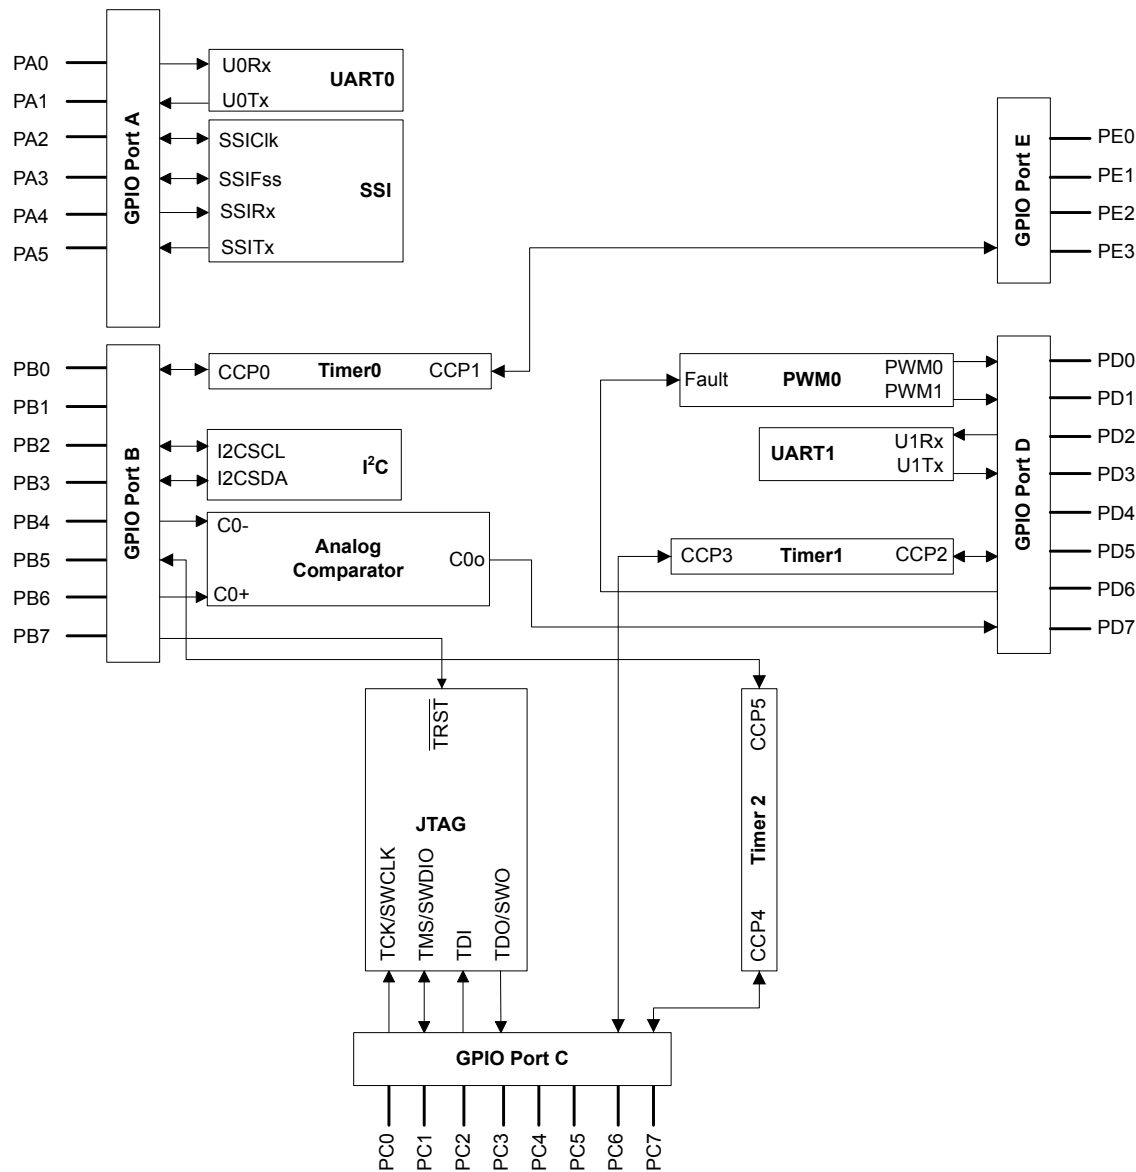 PA0
PA1
PA2
PA3
PA4
PA5
GPIO Port A
U0Rx
U0Tx
UART0
SSIClk
SSIFss
SSIRx
SSITx
SSI
GPIO Port E
PE0
PE1
PE2
PE3
PB0
PB1
PB2
PB3
PB4
PB5
PB6
PB7
GPIO Port B
CCP0
Timer0
CCP1
I2CSCL
I2CSDA
I²C
C0-
Analog
Comparator
C0o
C0+
Fault
PWM0
PWM0
PWM1
UART1
U1Rx
U1Tx
CCP3
Timer1
CCP2
GPIO Port D
PD0
PD1
PD2
PD3
PD4
PD5
PD6
PD7
TRST
JTAG
TCK/SWCLK
TMS/SWDIO
TDI
TDO/SWO
CCP5
Timer 2
CCP4
GPIO Port C
PC0
PC1
PC2
PC3
PC4
PC5
PC6
PC7